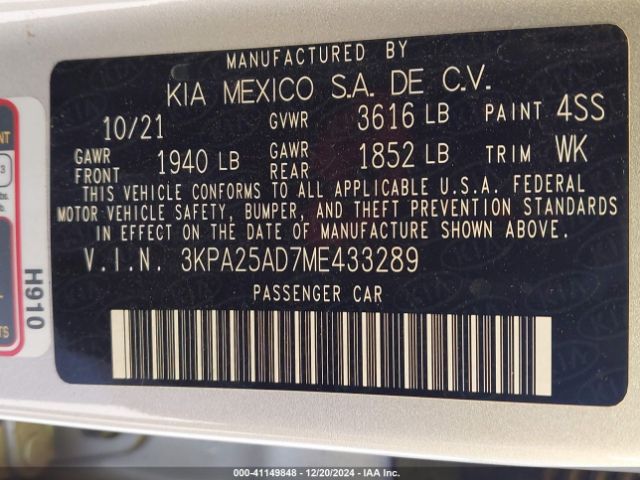 MANUFACTURED BY
KIA MEXICO S.A. DE C.V.
10/21 GVWR 3616 LB PAINT 4SS
GAWR FRONT 1940 LB GAWR REAR 1852 LB TRIM WK
THIS VEHICLE CONFORMS TO ALL APPLICABLE U.S.A. FEDERAL
MOTOR VEHICLE SAFETY, BUMPER, AND THEFT PREVENTION STANDARDS
IN EFFECT ON THE DATE OF MANUFACTURE SHOWN ABOVE.
V.I.N. 3KPA25AD7ME433289
PASSENGER CAR
H910
000-41149848 - 12/20/2024 - IAA Inc.